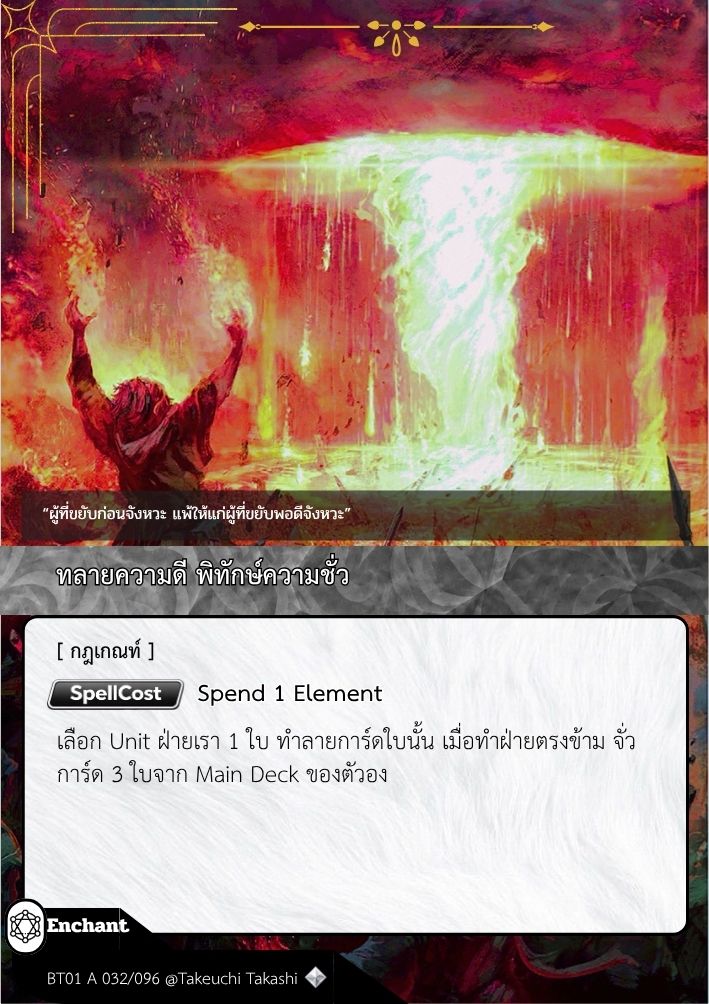 “ผู้ที่ขยับก่อนจังหวะ แพ้ให้แก่ผู้ที่ขยับพอดีจังหวะ”
ทลายความดี พิทักษ์ความชั่ว
[ กฎเกณฑ์ ]
SpellCost Spend 1 Element
เลือก Unit ฝ่ายเรา 1 ใบ ทำลายการ์ดใบนั้น เมื่อทำฝ่ายตรงข้าม จั่ว
การ์ด 3 ใบจาก Main Deck ของตัวอง
Enchant
BT01 A 032/096 @Takeuchi Takashi